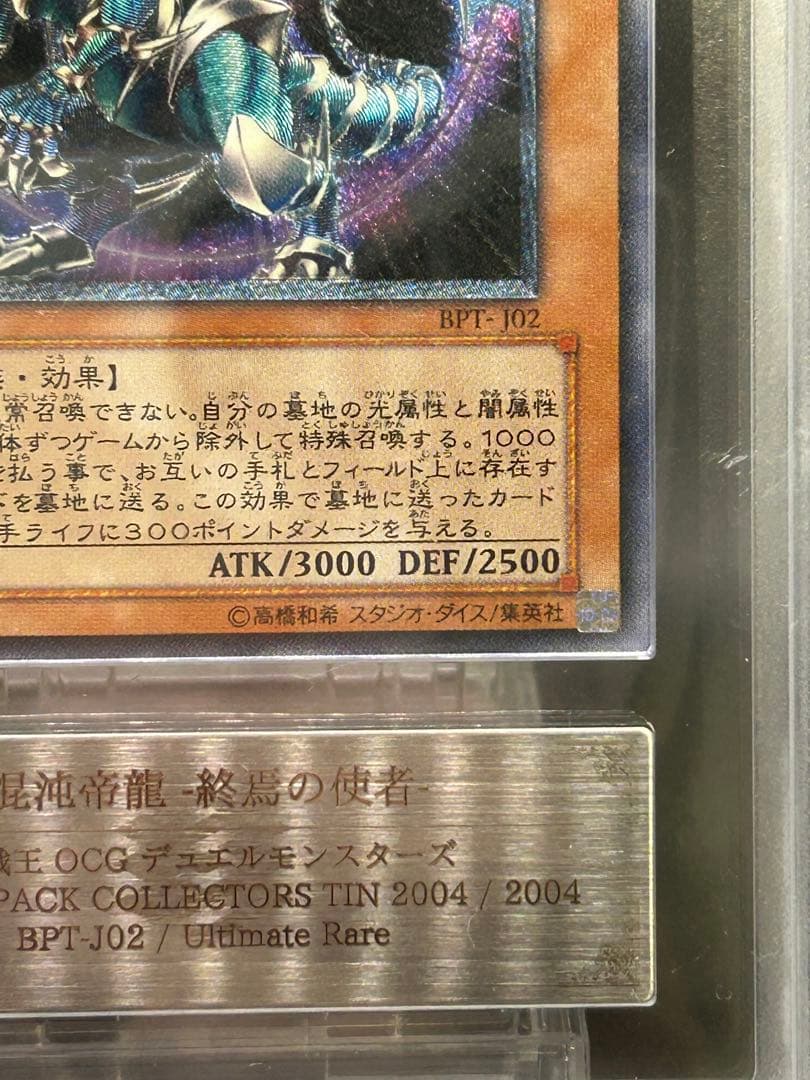 BPT-J02
・効果】
常召喚できない。自分の墓地の光属性と闇属性
体ずつゲームから除外して特殊召喚する。1000
を払う事で、お互いの手札とフィールド上に存在す
を墓地に送る。この効果で墓地に送ったカード
手ライフに300ポイントダメージを与える。
ATK/3000 DEF/2500
©高橋和希 スタジオ・ダイス/集英社
混沌帝龍 -終焉の使者-
戯王 OCG デュエルモンスターズ
PACK COLLECTORS TIN 2004 / 2004
BPT-J02 / Ultimate Rare